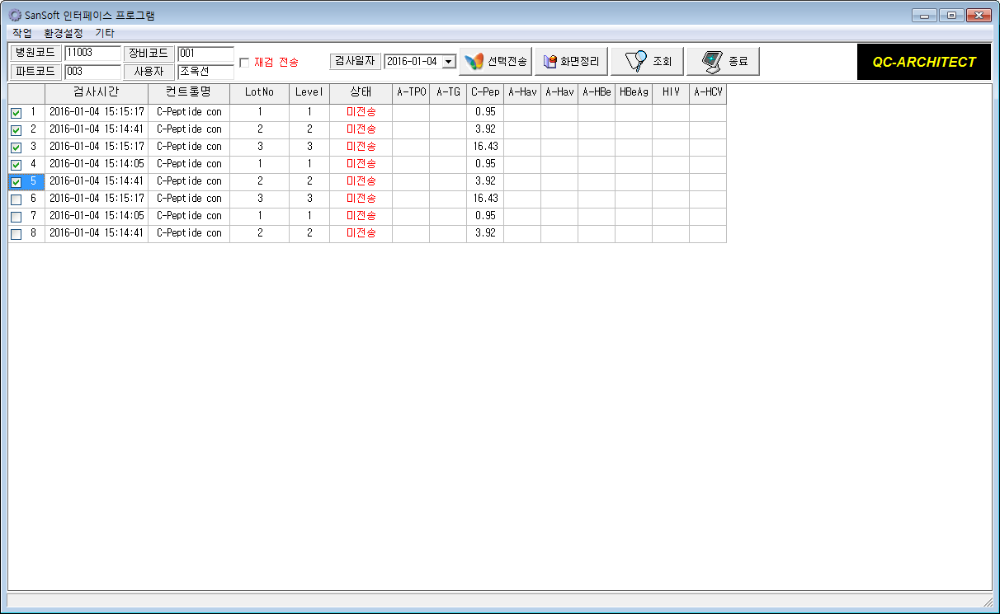 SanSoft 인터페이스 프로그램
작업 환경설정 기타
병원코드 11003 장비코드 001
파트코드 003 사용자 조옥선
재검 전송 검사일자 2016-01-04 선택전송 화면정리 조회 종료 QC-ARCHITECT
검사시간 컨트롤명 LotNo Level 상태 A-TPO A-TG C-Pep A-Hav A-Hav A-HBe HBeAg HIV A-HCV
1 2016-01-04 15:15:17 C-Peptide con 1 1 미전송 0.95
2 2016-01-04 15:14:41 C-Peptide con 2 2 미전송 3.92
3 2016-01-04 15:15:17 C-Peptide con 3 3 미전송 16.43
4 2016-01-04 15:14:05 C-Peptide con 1 1 미전송 0.95
5 2016-01-04 15:14:41 C-Peptide con 2 2 미전송 3.92
6 2016-01-04 15:15:17 C-Peptide con 3 3 미전송 16.43
7 2016-01-04 15:14:05 C-Peptide con 1 1 미전송 0.95
8 2016-01-04 15:14:41 C-Peptide con 2 2 미전송 3.92